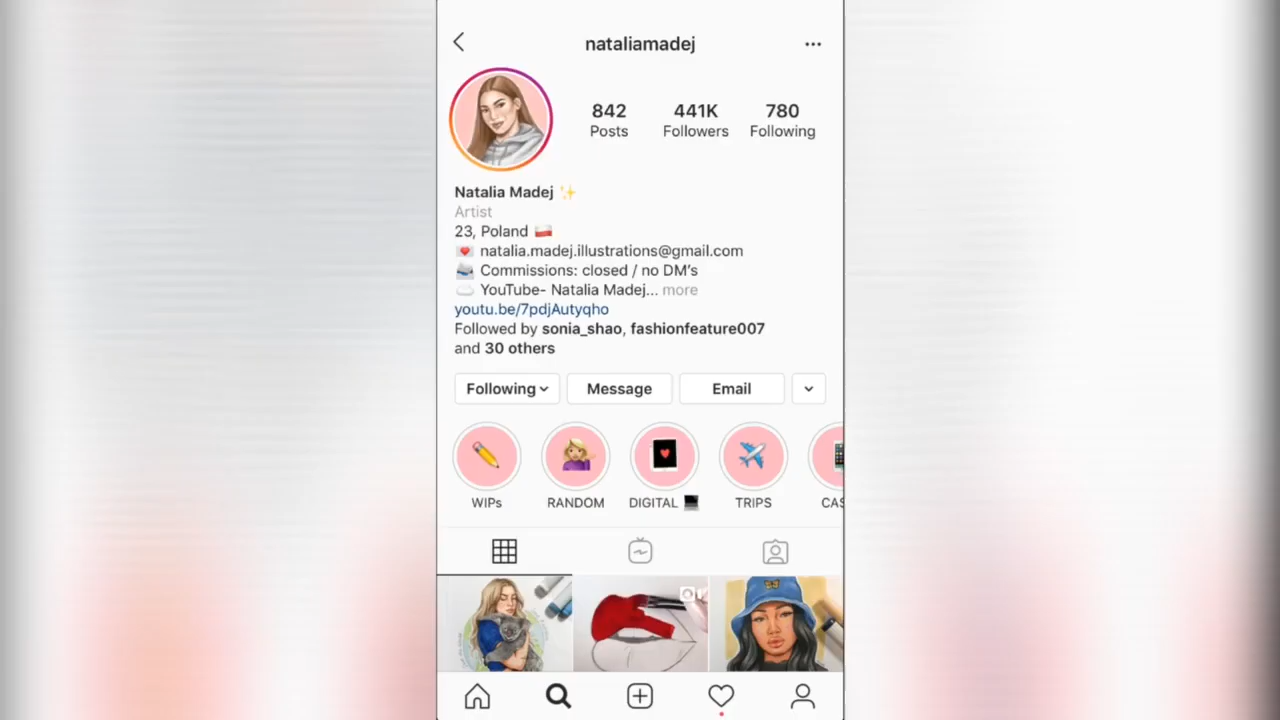 nataliamadej
842
441K
780
Posts
Followers
Following
Natalia Madej
Artist
23, Poland
natalia.madej.illustrations@gmail.com
Commissions: closed / no DM's
YouTube- Natalia Madej... more
youtu.be/7pdjAutyqho
Followed by sonia_shao, fashionfeature007
and 30 others
Following
Message
Email
WIPs
RANDOM
DIGITAL
TRIPS
CAS